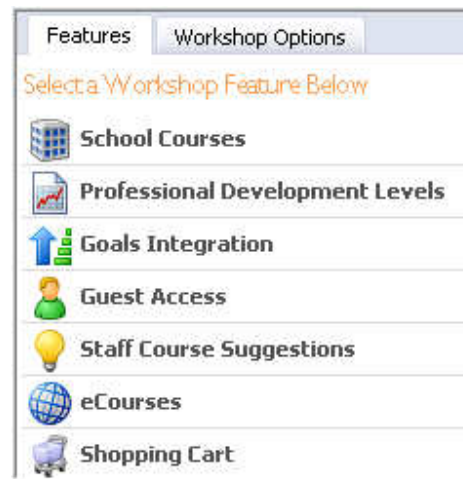 Features Workshop Options
Select a Workshop Feature Below
School Courses
Professional Development Levels
Goals Integration
Guest Access
Staff Course Suggestions
eCourses
Shopping Cart